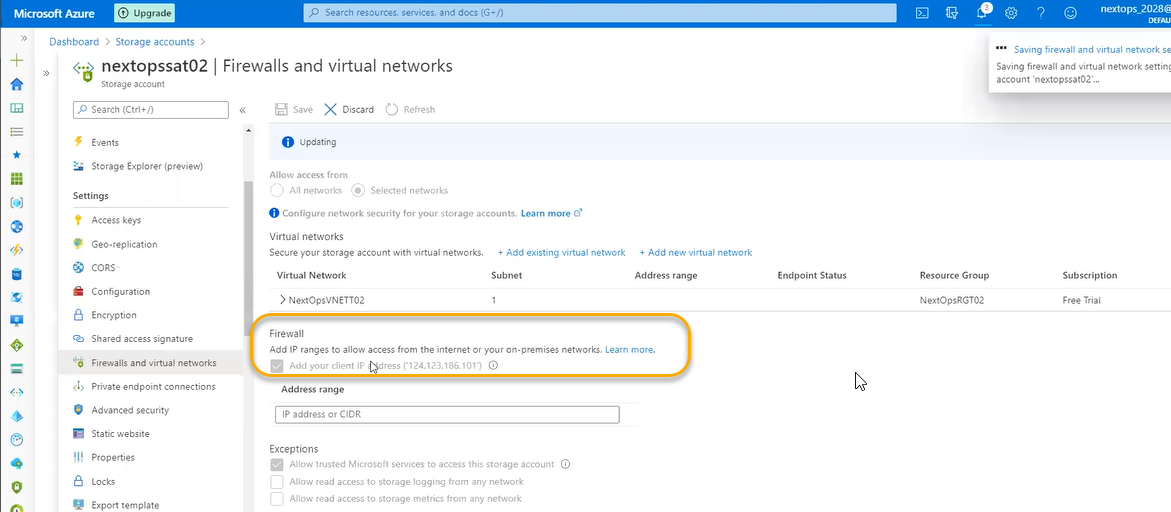 Microsoft Azure
Upgrade
Search resources, services, and docs (G+/)
3
nextops_2028@
DEFAU
Dashboard > Storage accounts >
nextopssat02 | Firewalls and virtual networks
Storage account
Saving firewall and virtual network se
Saving firewall and virtual network setting
account 'nextopssat02'...
Search (Ctrl+/)
Save Discard Refresh
Events
Storage Explorer (preview)
Settings
Access keys
Geo-replication
CORS
Configuration
Encryption
Shared access signature
Firewalls and virtual networks
Private endpoint connections
Advanced security
Static website
Properties
Locks
Export template
Updating
Allow access from
All networks Selected networks
Configure network security for your storage accounts. Learn more
Virtual networks
Secure your storage account with virtual networks. + Add existing virtual network + Add new virtual network
Virtual Network Subnet Address range Endpoint Status Resource Group Subscription
NextOpsVNETT02 1 NextOpsRGT02 Free Trial
Firewall
Add IP ranges to allow access from the internet or your on-premises networks. Learn more.
Add your client IP address ('124.123.186.101')
Address range
IP address or CIDR
Exceptions
Allow trusted Microsoft services to access this storage account
Allow read access to storage logging from any network
Allow read access to storage metrics from any network